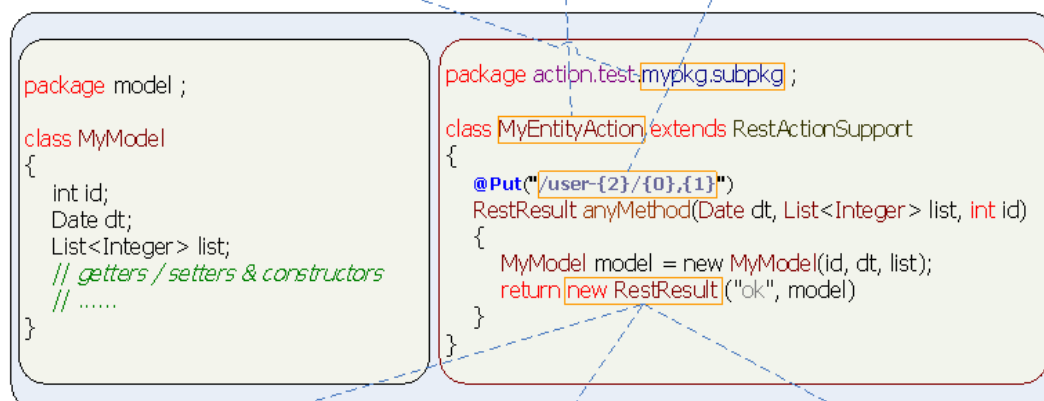 package model ;
class MyModel
{
int id;
Date dt;
List<Integer> list;
// getters / setters & constructors
// ......
}
package action.test.mypkg.subpkg ;
class MyEntityAction extends RestActionSupport
{
@Put("/user-{2}/{0},{1}")
RestResult anyMethod(Date dt, List<Integer> list, int id)
{
MyModel model = new MyModel(id, dt, list);
return new RestResult ("ok", model)
}
}